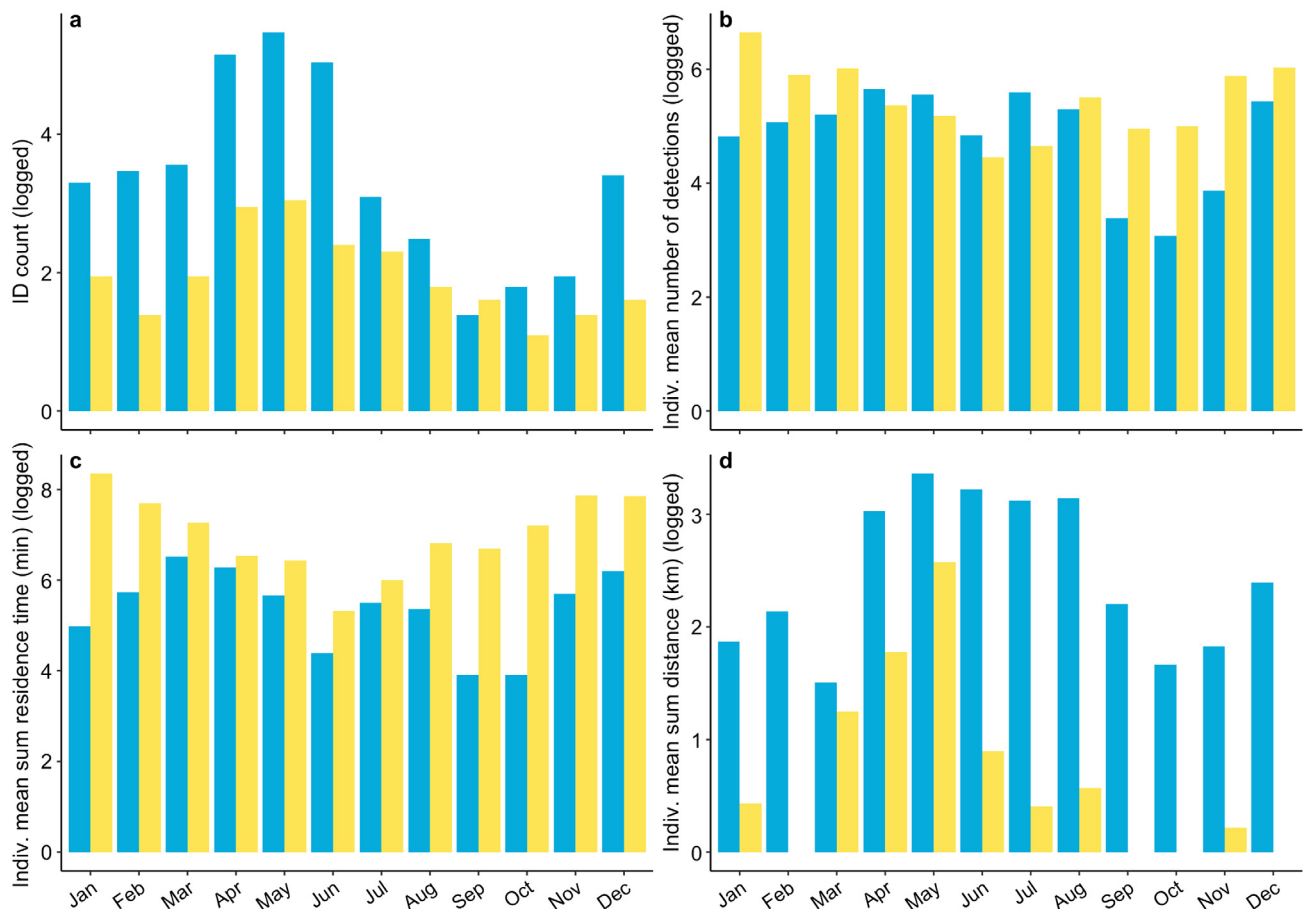 a
ID count (logged)
4
2
0
b
Indiv. mean number of detections (loggged)
6
4
2
0
c
Indiv. mean sum residence time (min) (logged)
8
6
4
2
0
Jan Feb Mar Apr May Jun Jul Aug Sep Oct Nov Dec
d
Indiv. mean sum distance (km) (logged)
3
2
1
0
Jan Feb Mar Apr May Jun Jul Aug Sep Oct Nov Dec